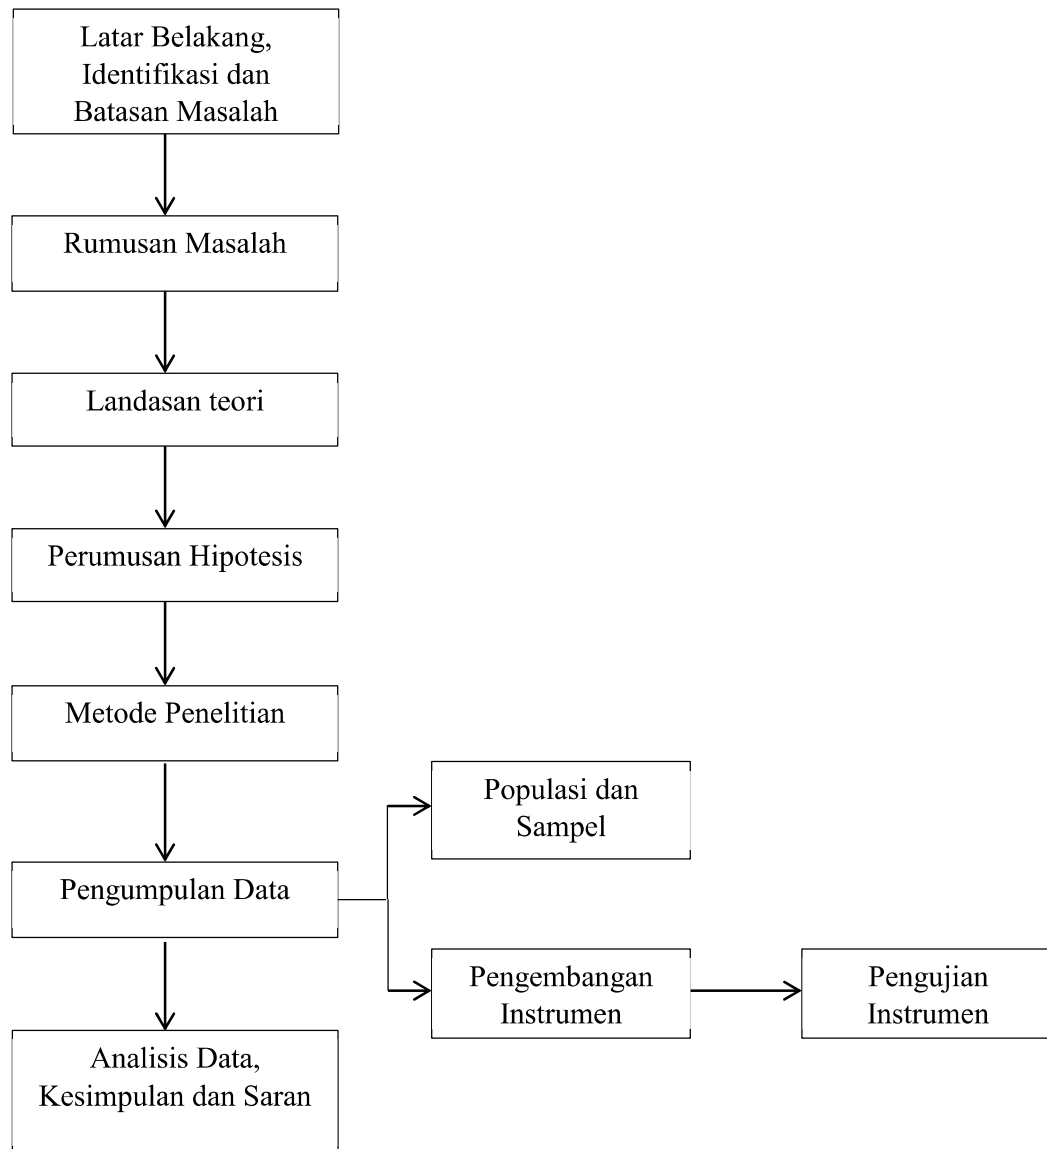 Latar Belakang,
Identifikasi dan
Batasan Masalah
Rumusan Masalah
Landasan teori
Perumusan Hipotesis
Metode Penelitian
Populasi dan
Sampel
Pengumpulan Data
Pengembangan
Instrumen
Pengujian
Instrumen
Analisis Data,
Kesimpulan dan Saran